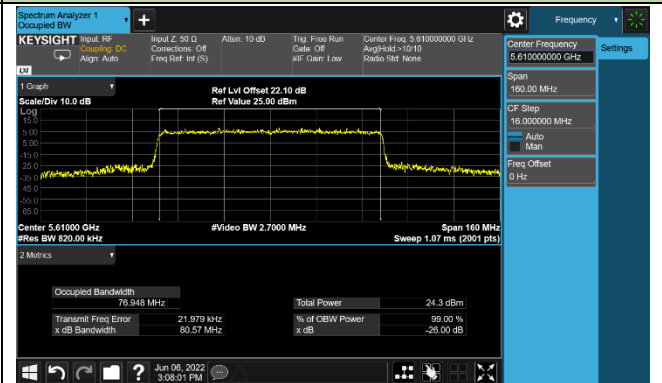 Spectrum Analyzer 1
Occupied BW
+
Frequency
KEYSIGHT
Input: RF
Coupling: DC
Align: Auto
Input Z: 50 Ω
Corrections: Off
Freq Ref: Int (S)
Atten: 10 dB
Trig: Free Run
Gate: Off
#IF Gain: Low
Center Freq: 5.610000000 GHz
Avg|Hold:>10/10
Radio Std: None
LXI
Center Frequency
5.610000000 GHz
Settings
Span
160.00 MHz
CF Step
16.000000 MHz
Auto
Man
Freq Offset
0 Hz
1 Graph
Scale/Div 10.0 dB
Ref Lvl Offset 22.10 dB
Ref Value 25.00 dBm
Log
15.0
5.00
5.00
-15.0
-25.0
-35.0
-45.0
-55.0
-65.0
Center 5.61000 GHz
#Res BW 820.00 kHz
#Video BW 2.7000 MHz
Span 160 MHz
Sweep 1.07 ms (2001 pts)
2 Metrics
Occupied Bandwidth
76.948 MHz
Total Power 24.3 dBm
Transmit Freq Error 21.979 kHz
% of OBW Power 99.00 %
x dB Bandwidth 80.57 MHz
x dB -26.00 dB
?
Jun 06, 2022
3:08:01 PM